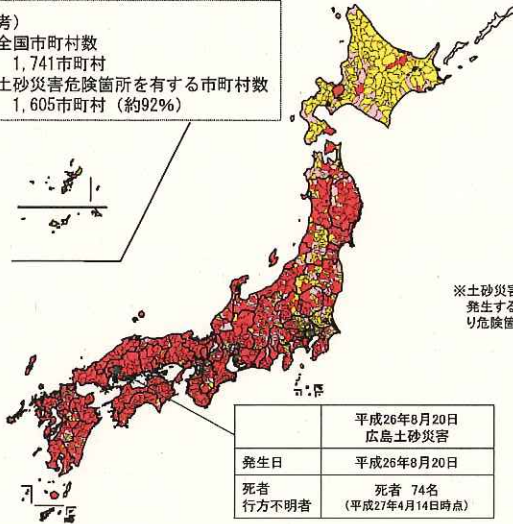 考)
全国市町村数
1,741市町村
土砂災害危険箇所を有する市町村数
1,605市町村 (約92%)
※土砂災害
発生する
り危険箇
平成26年8月20日
広島土砂災害
発生日
平成26年8月20日
死者
行方不明者
死者 74名
(平成27年4月14日時点)